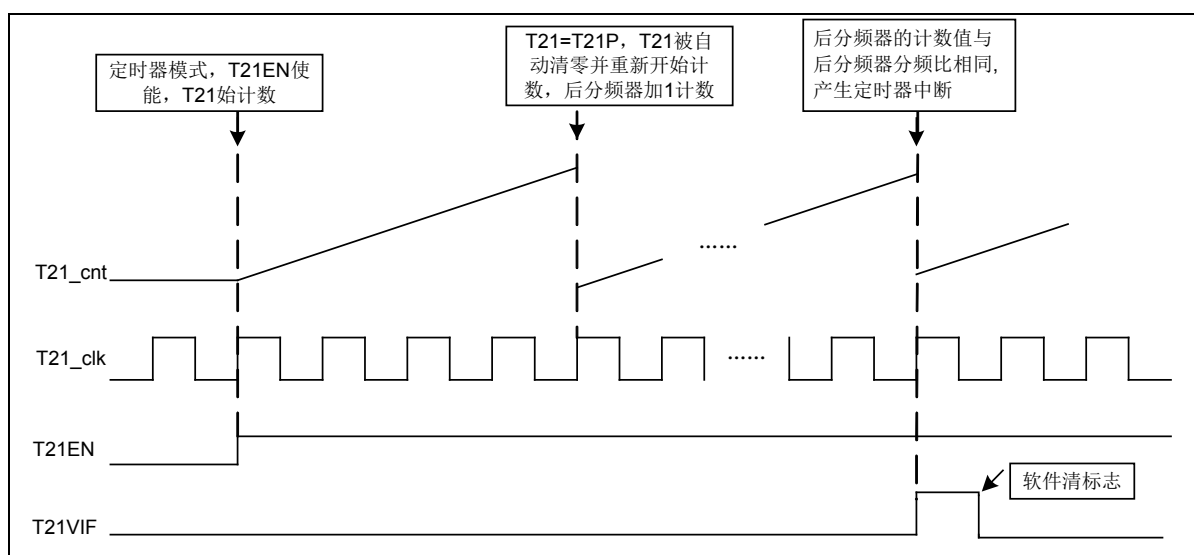 定时器模式，T21EN使
能，T21始计数
T21=T21P，T21被自
动清零并重新开始计
数，后分频器加1计数
后分频器的计数值与
后分频器分频比相同,
产生定时器中断
......
T21_cnt
T21_clk
......
T21EN
软件清标志
T21VIF